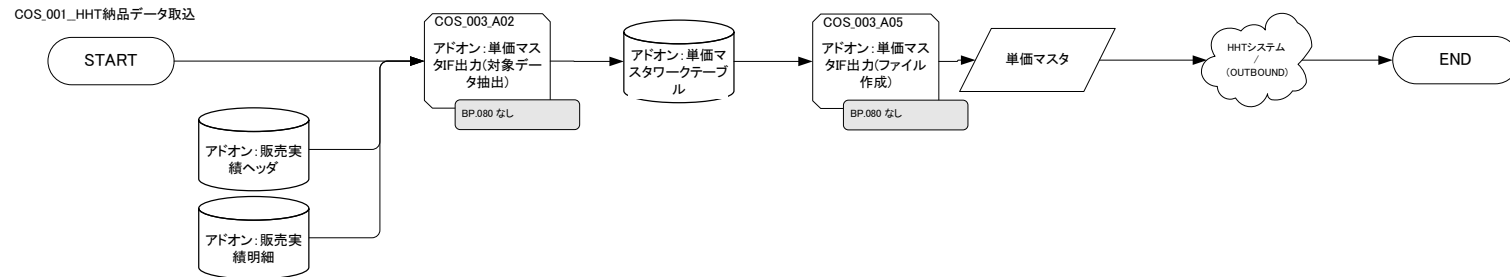 COS_001_HHT納品データ取込
START
COS_003_A02
アドオン：単価マス
タIF出力(対象デー
タ抽出)
BP.080 なし
アドオン：単価マ
スタワークテーブ
ル
COS_003_A05
アドオン：単価マス
タIF出力(ファイル
作成)
BP.080 なし
単価マスタ
HHTシステム
/
(OUTBOUND)
END
アドオン：販売実
績ヘッダ
アドオン：販売実
績明細